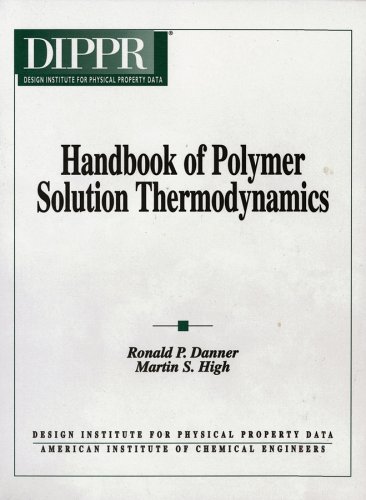 DIPPR®
DESIGN INSTITUTE FOR PHYSICAL PROPERTY DATA
Handbook of Polymer
Solution Thermodynamics
Ronald P. Danner
Martin S. High
DESIGN INSTITUTE FOR PHYSICAL PROPERTY DATA
AMERICAN INSTITUTE OF CHEMICAL ENGINEERS